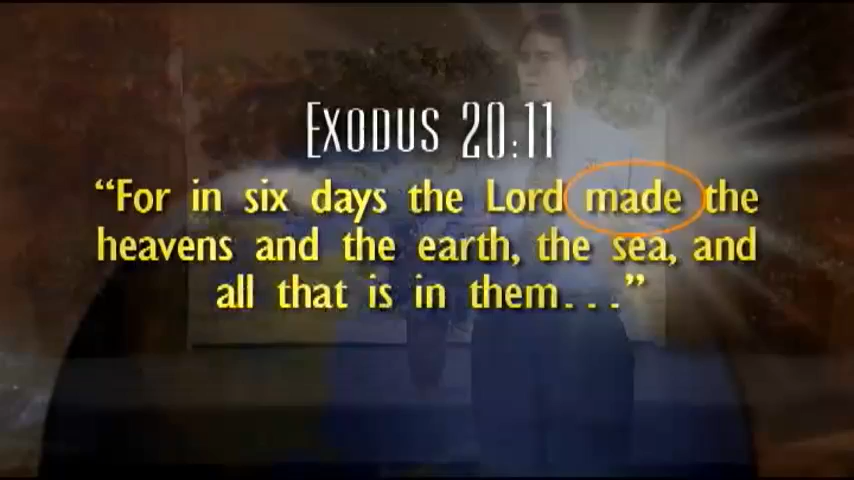 Exodus 20:11
“For in six days the Lord made the
heavens and the earth, the sea, and
all that is in them...”